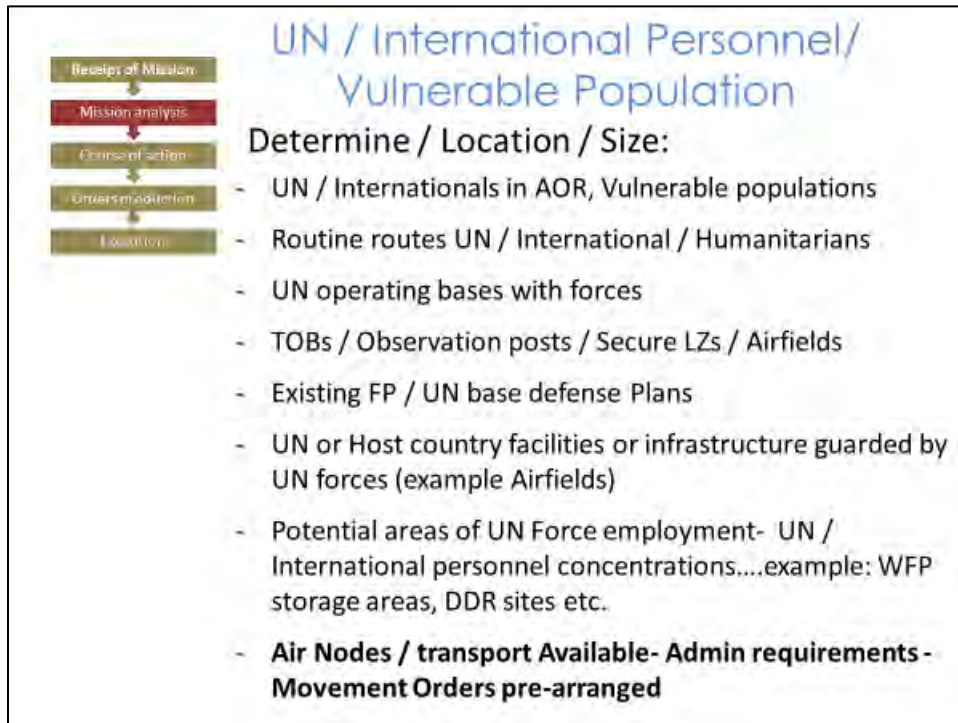 UN / International Personnel/
Vulnerable Population
Receipt of Mission
Mission analysis
Course of action
Orders production
Determine / Location / Size:
- UN / Internationals in AOR, Vulnerable populations
- Routine routes UN / International / Humanitarians
- UN operating bases with forces
- TOBs / Observation posts / Secure LZs / Airfields
- Existing FP / UN base defense Plans
- UN or Host country facilities or infrastructure guarded by
UN forces (example Airfields)
- Potential areas of UN Force employment- UN /
International personnel concentrations....example: WFP
storage areas, DDR sites etc.
- Air Nodes / transport Available- Admin requirements -
Movement Orders pre-arranged